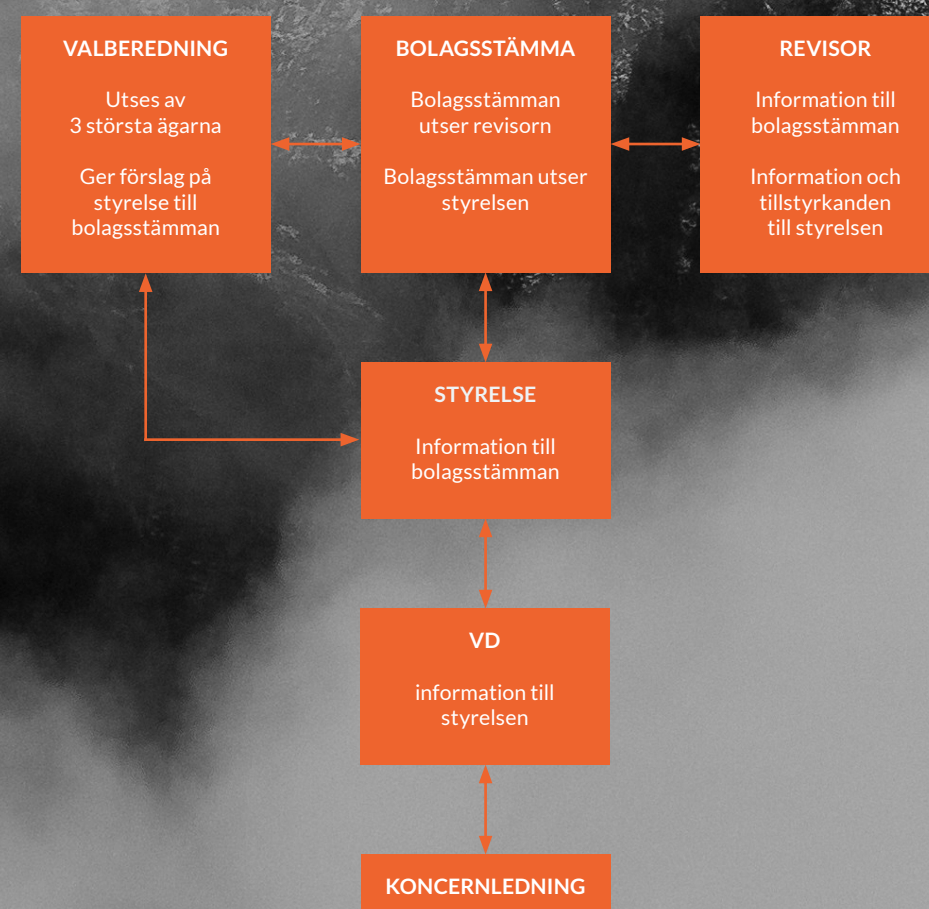 VALBEREDNING
Utses av
3 största ägarna
Ger förslag på
styrelse till
bolagsstämman
BOLAGSSTÄMMA
Bolagsstämman
utser revisorn
Bolagsstämman utser
styrelsen
REVISOR
Information till
bolagsstämman
Information och
tillstyrkanden
till styrelsen
STYRELSE
Information till
bolagsstämman
VD
information till
styrelsen
KONCERNLEDNING